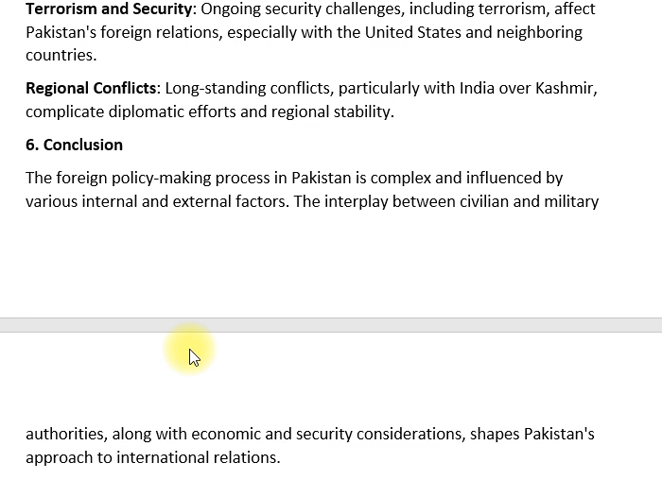 Terrorism and Security: Ongoing security challenges, including terrorism, affect
Pakistan's foreign relations, especially with the United States and neighboring
countries.
Regional Conflicts: Long-standing conflicts, particularly with India over Kashmir,
complicate diplomatic efforts and regional stability.
6. Conclusion
The foreign policy-making process in Pakistan is complex and influenced by
various internal and external factors. The interplay between civilian and military
authorities, along with economic and security considerations, shapes Pakistan's
approach to international relations.